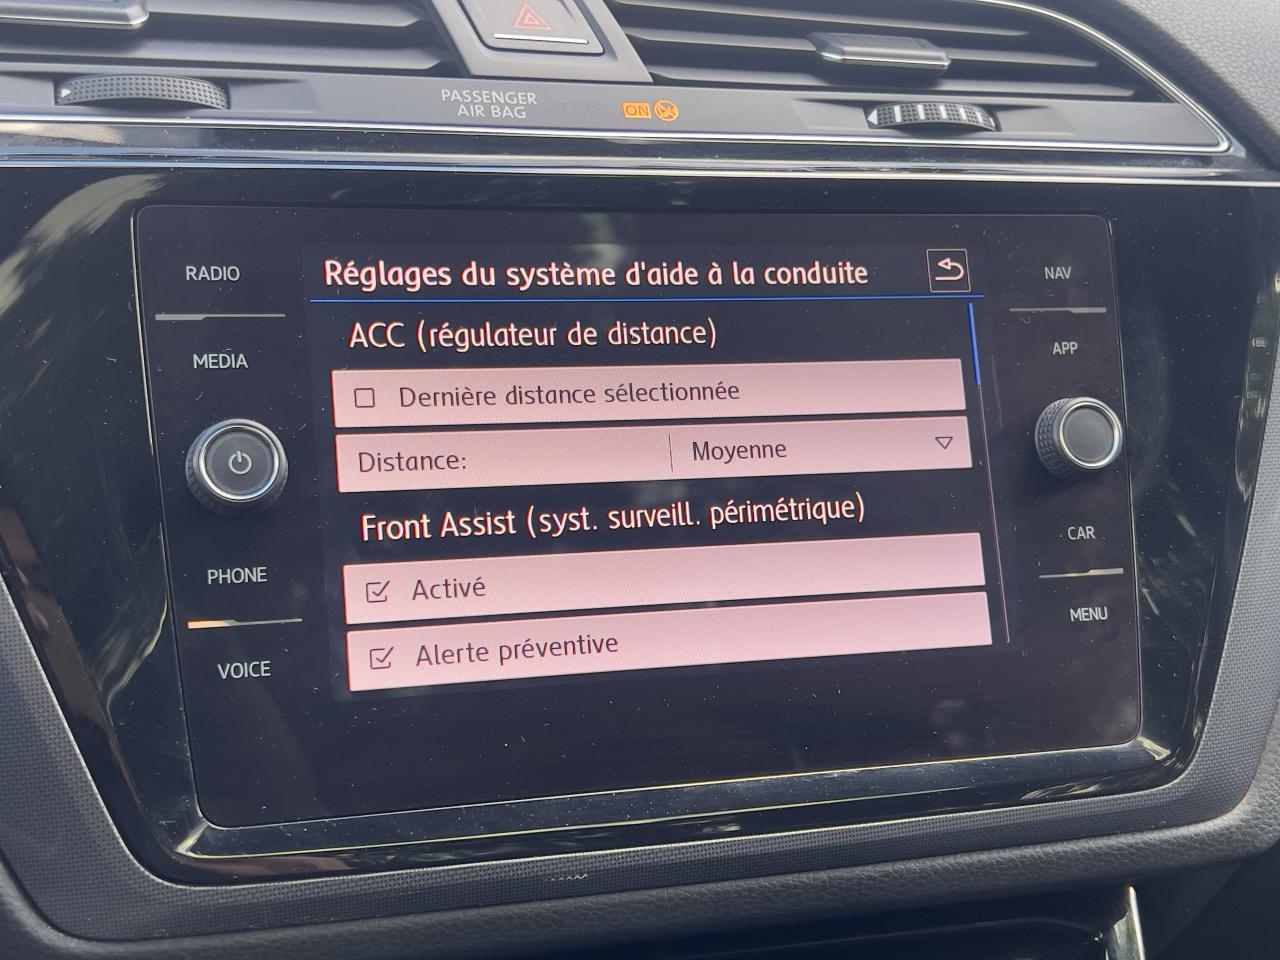 PASSENGER
AIR BAG
OFF
ON
RADIO
MEDIA
PHONE
VOICE
Réglages du système d'aide à la conduite
ACC (régulateur de distance)
Dernière distance sélectionnée
Distance:
Moyenne
Front Assist (syst. surveill. périmétrique)
Activé
Alerte préventive
NAV
APP
CAR
MENU